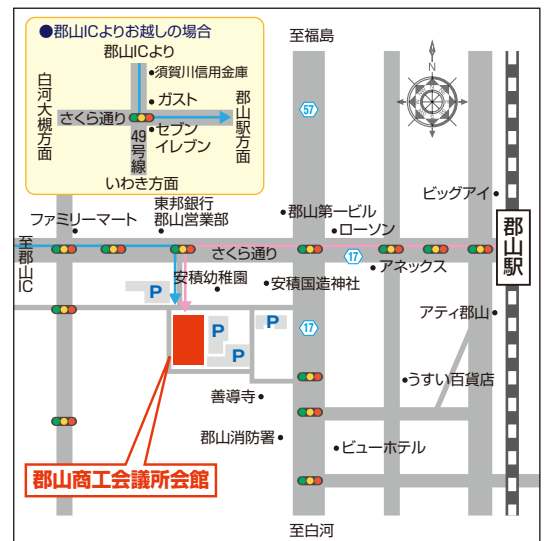 ●郡山ICよりお越しの場合
郡山ICより
須賀川信用金庫
ガスト
白河大槻方面
さくら通り
郡山駅方面
セブン
イレブン
49号線
いわき方面
至福島
57
N
ビッグアイ
郡山駅
ファミリーマート
東邦銀行
郡山営業部
郡山第一ビル
ローソン
至郡山IC
さくら通り
17
アネックス
安積幼稚園
安積国造神社
P
P
P
P
17
アティ郡山
うすい百貨店
善導寺
郡山消防署
ビューホテル
郡山商工会議所会館
至白河